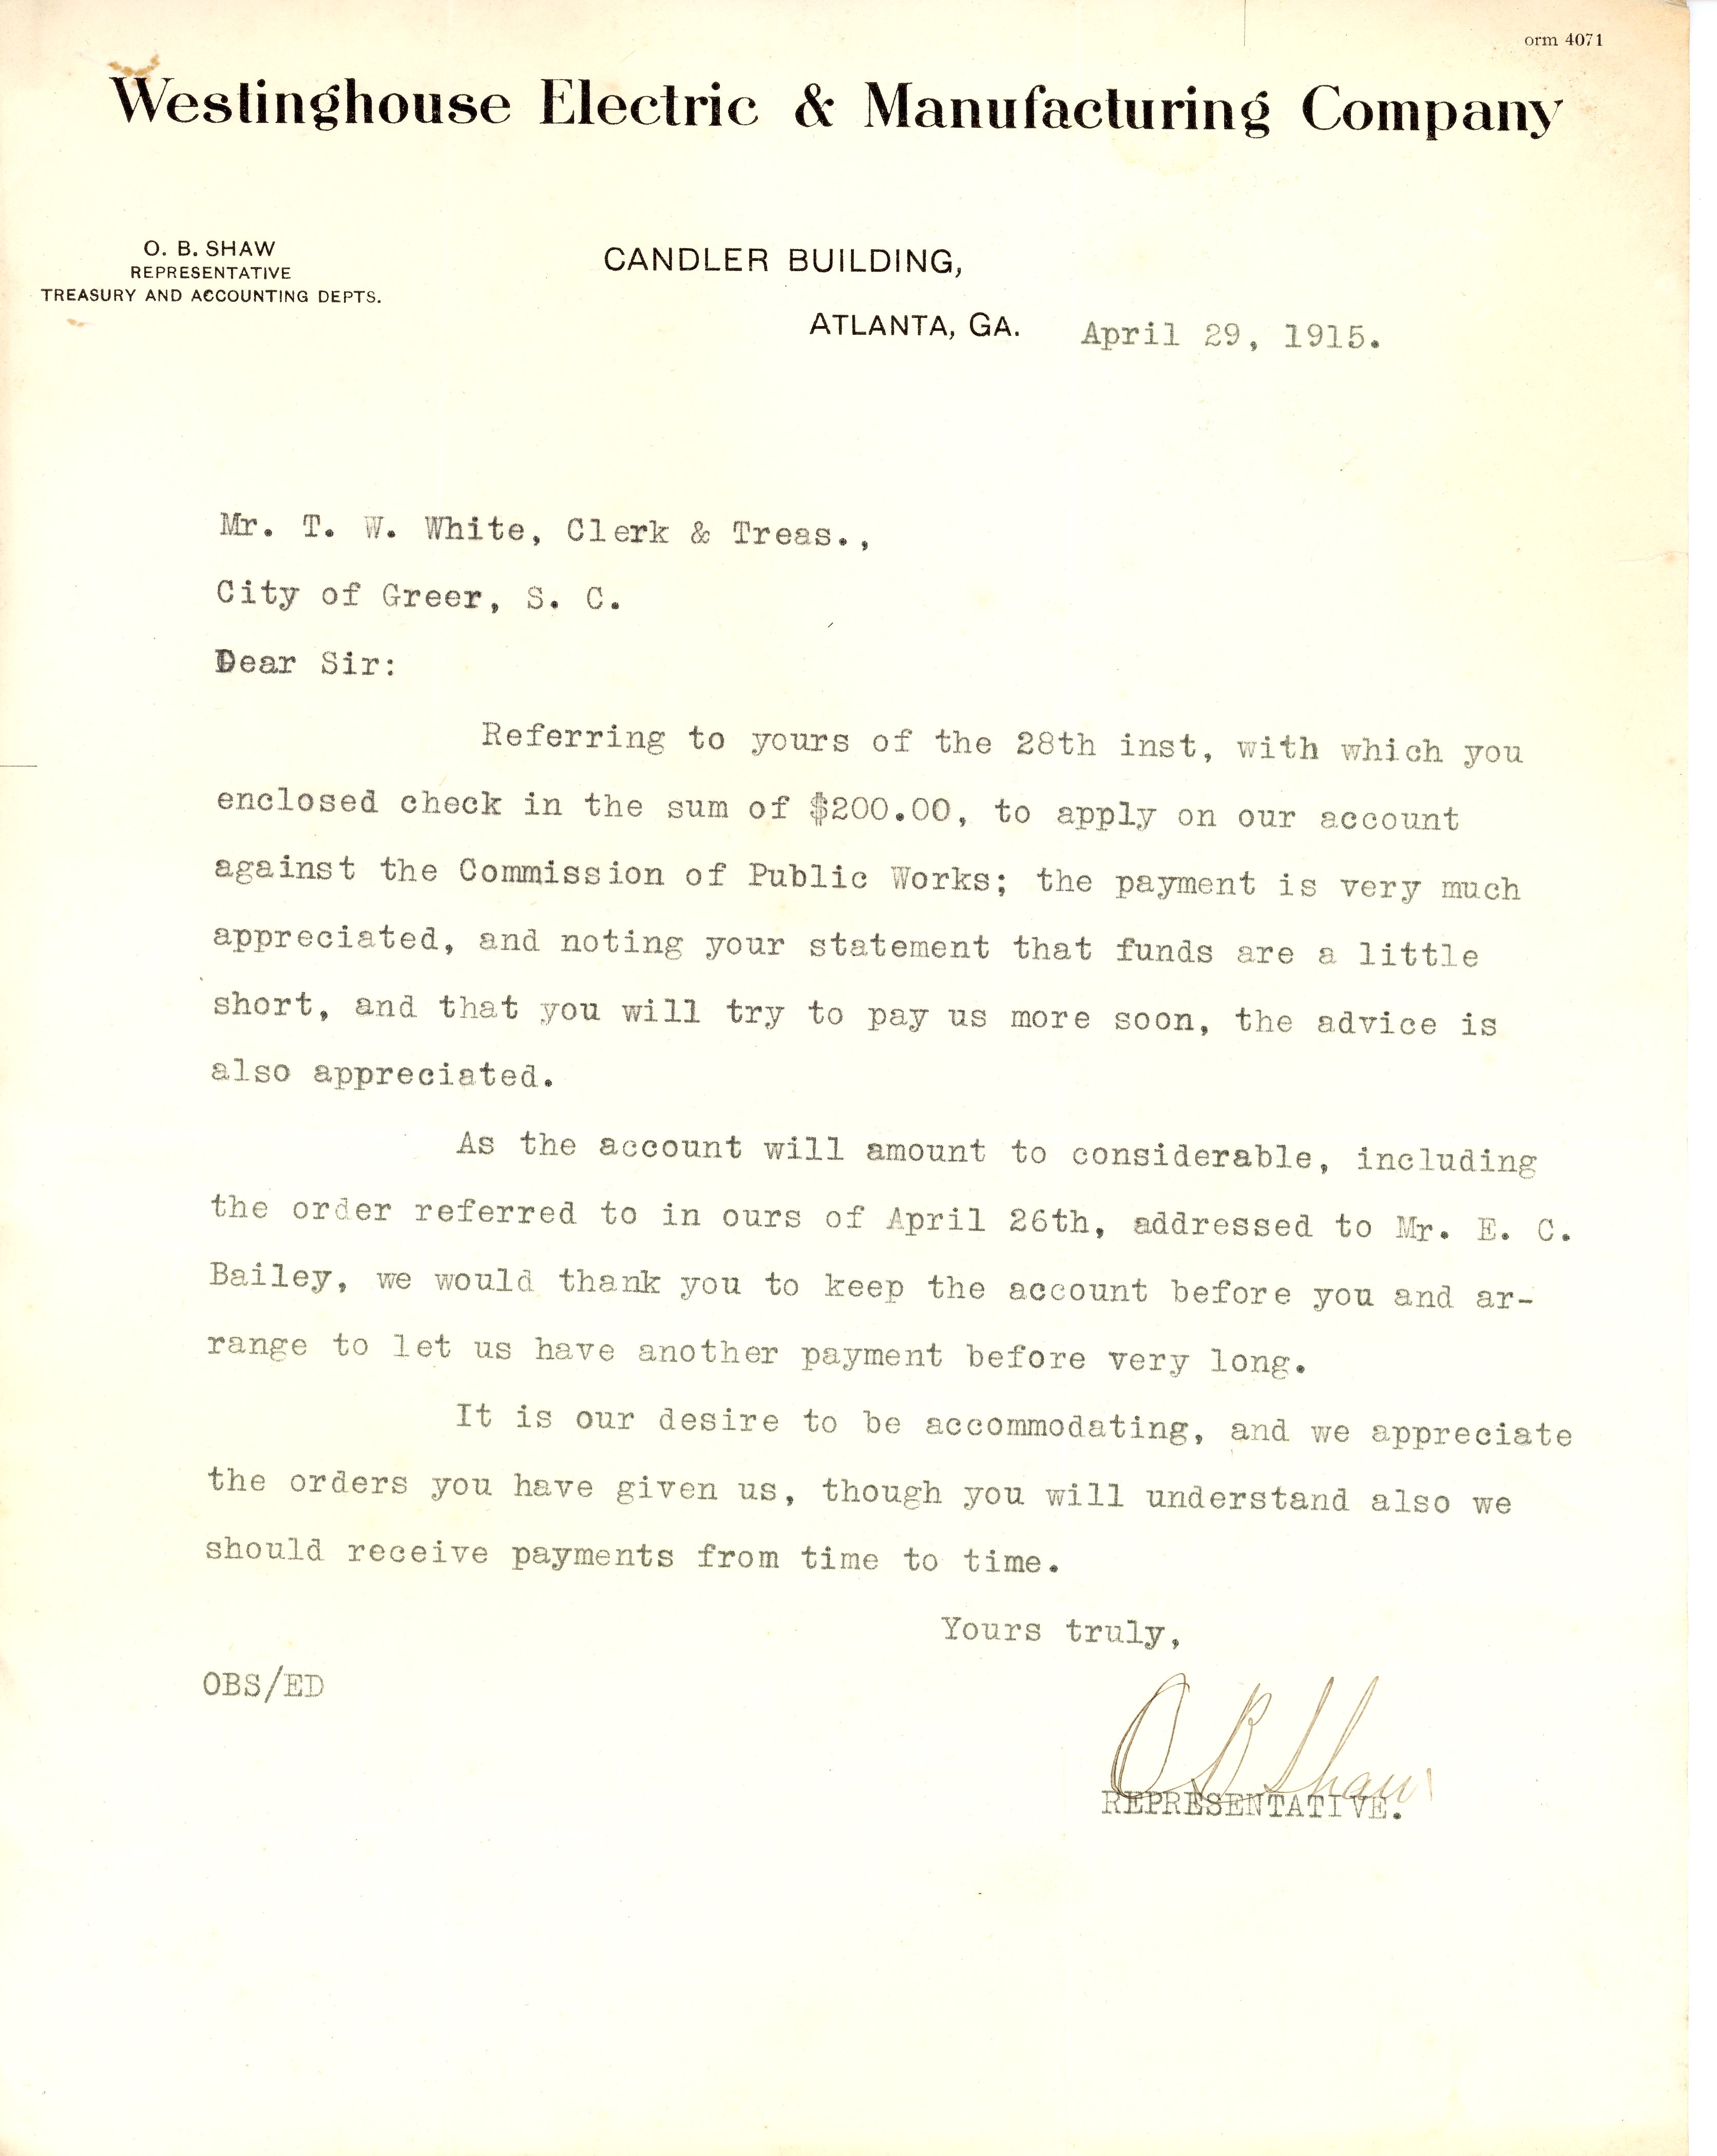 orm 4071
Westinghouse Electric & Manufacturing Company
O. B. SHAW
REPRESENTATIVE
TREASURY AND ACCOUNTING DEPTS.
CANDLER BUILDING,
ATLANTA, GA. April 29, 1915.
Mr. T. W. White, Clerk & Treas.,
City of Greer, S. C.
Dear Sir:
Referring to yours of the 28th inst, with which you
enclosed check in the sum of $200.00, to apply on our account
against the Commission of Public Works; the payment is very much
appreciated, and noting your statement that funds are a little
short, and that you will try to pay us more soon, the advice is
also appreciated.
As the account will amount to considerable, including
the order referred to in ours of April 26th, addressed to Mr. E. C.
Bailey, we would thank you to keep the account before you and ar-
range to let us have another payment before very long.
It is our desire to be accommodating, and we appreciate
the orders you have given us, though you will understand also we
should receive payments from time to time.
Yours truly,
OBS/ED
O B Shaw
REPRESENTATIVE.